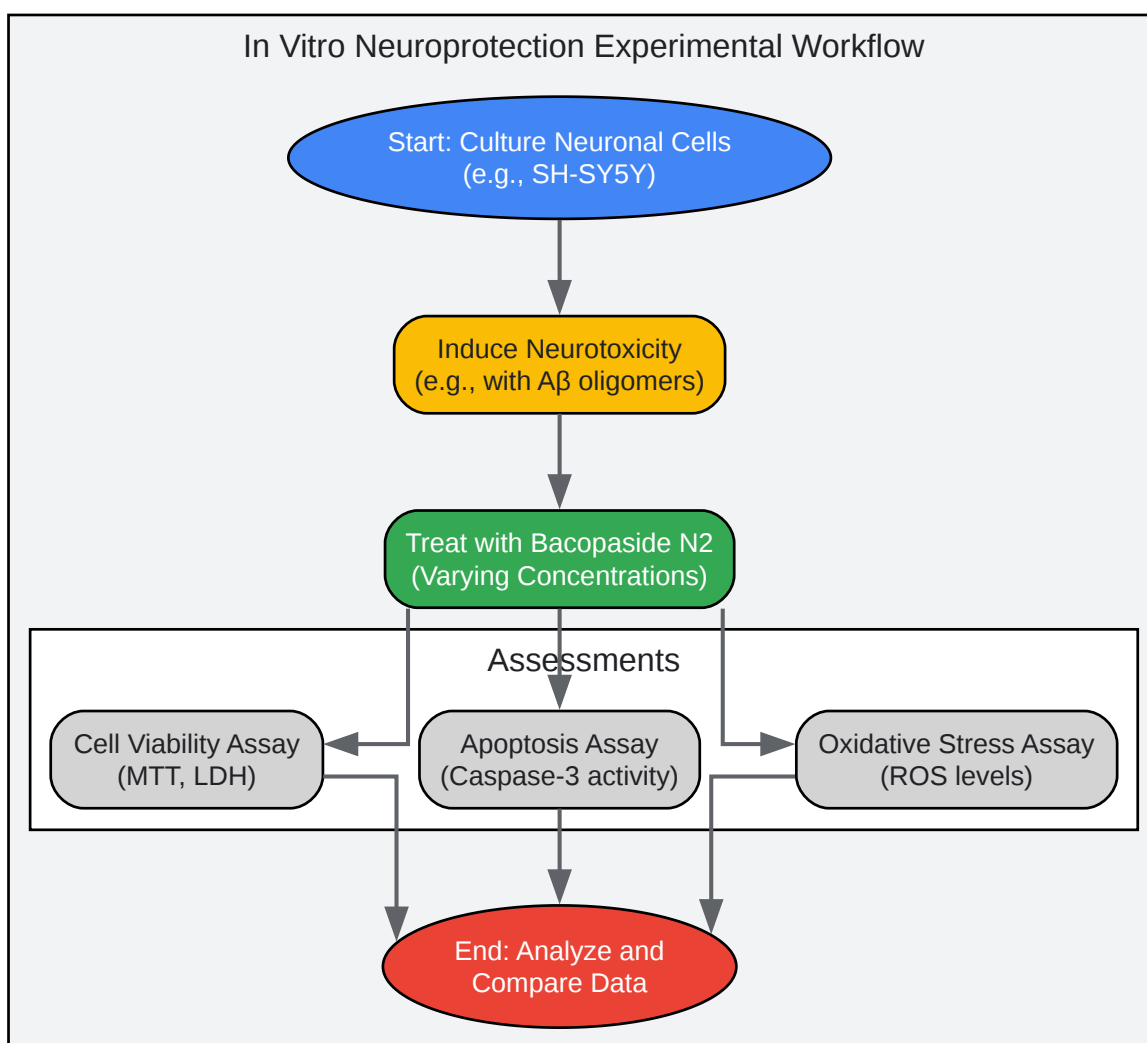 In Vitro Neuroprotection Experimental Workflow
Start: Culture Neuronal Cells
(e.g., SH-SY5Y)
Induce Neurotoxicity
(e.g., with Aβ oligomers)
Treat with Bacopaside N2
(Varying Concentrations)
Assessments
Cell Viability Assay
(MTT, LDH)
Apoptosis Assay
(Caspase-3 activity)
Oxidative Stress Assay
(ROS levels)
End: Analyze and
Compare Data